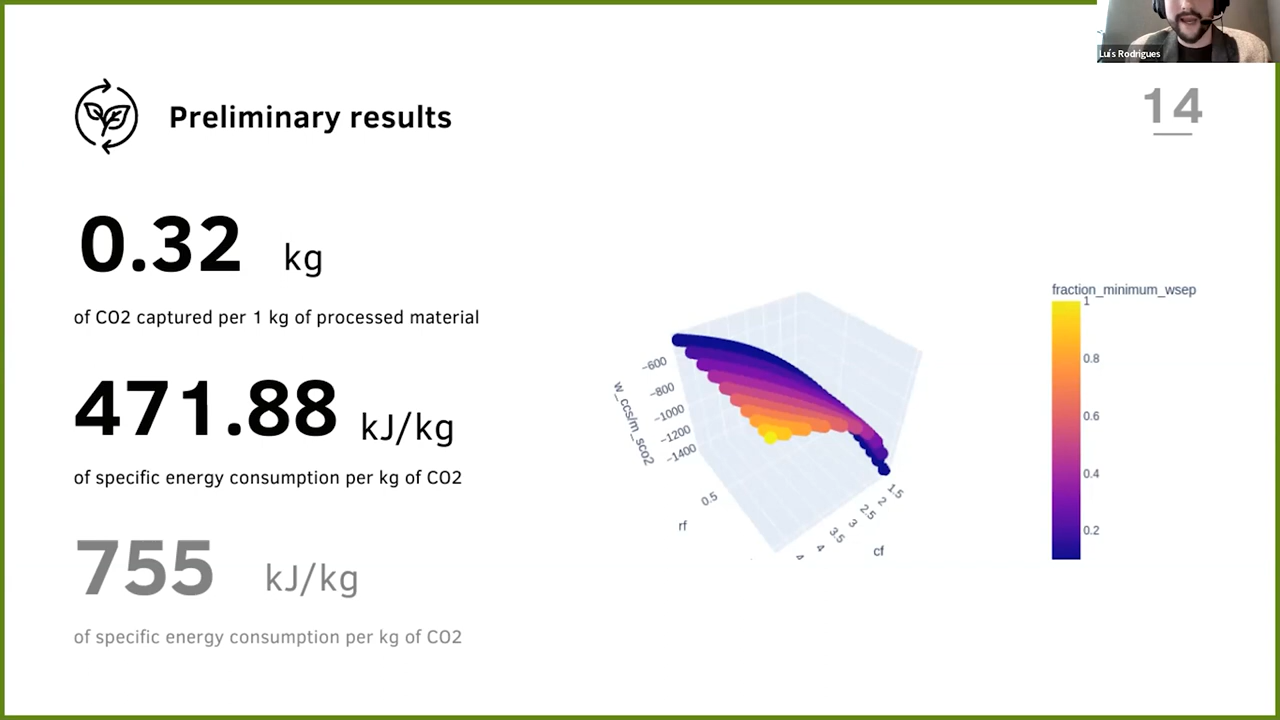 Luís Rodrigues
14
Preliminary results
0.32 kg
of CO2 captured per 1 kg of processed material
471.88 kJ/kg
of specific energy consumption per kg of CO2
755 kJ/kg
of specific energy consumption per kg of CO2
fraction_minimum_wsep
1
0.8
0.6
0.4
0.2
w_ccs/m_sco2
−600
−800
−1000
−1200
−1400
0.5
rf
1.5
2
2.5
3
3.5
4
cf